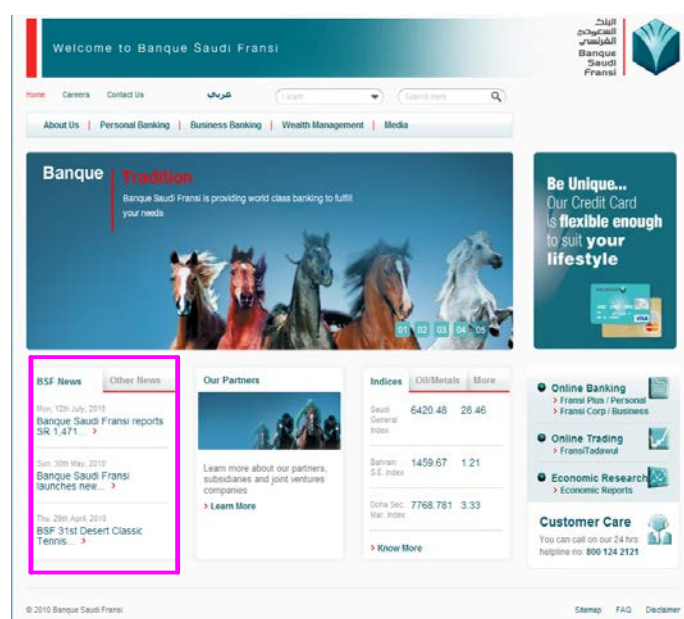 Welcome to Banque Saudi Fransi
البنك
السعودي
الفرنسي
Banque
Saudi
Fransi
Home Careers Contact Us عربي I want Search here
About Us | Personal Banking | Business Banking | Wealth Management | Media
Banque Tradition
Banque Saudi Fransi is providing world class banking to fulfill
your needs
01 02 03 04 05
Be Unique...
Our Credit Card
is flexible enough
to suit your
lifestyle
VISA
BSF News Other News
Mon, 12th July, 2010
Banque Saudi Fransi reports
SR 1,471... >
Sun, 30th May, 2010
Banque Saudi Fransi
launches new... >
Thu, 29th April, 2010
BSF 31st Desert Classic
Tennis... >
Our Partners
Learn more about our partners,
subsidiaries and joint ventures
companies
> Learn More
Indices Oil/Metals More
Saudi
General
Index
6420.48 28.46
Bahrain
S.E. Index
1459.67 1.21
Doha Sec.
Mar. Index
7768.781 3.33
> Know More
Online Banking
> Fransi Plus / Personal
> Fransi Corp / Business
Online Trading
> FransiTadawul
Economic Research
> Economic Reports
Customer Care
You can call on our 24 hrs
helpline no. 800 124 2121
© 2010 Banque Saudi Fransi
Sitemap FAQ Disclaimer